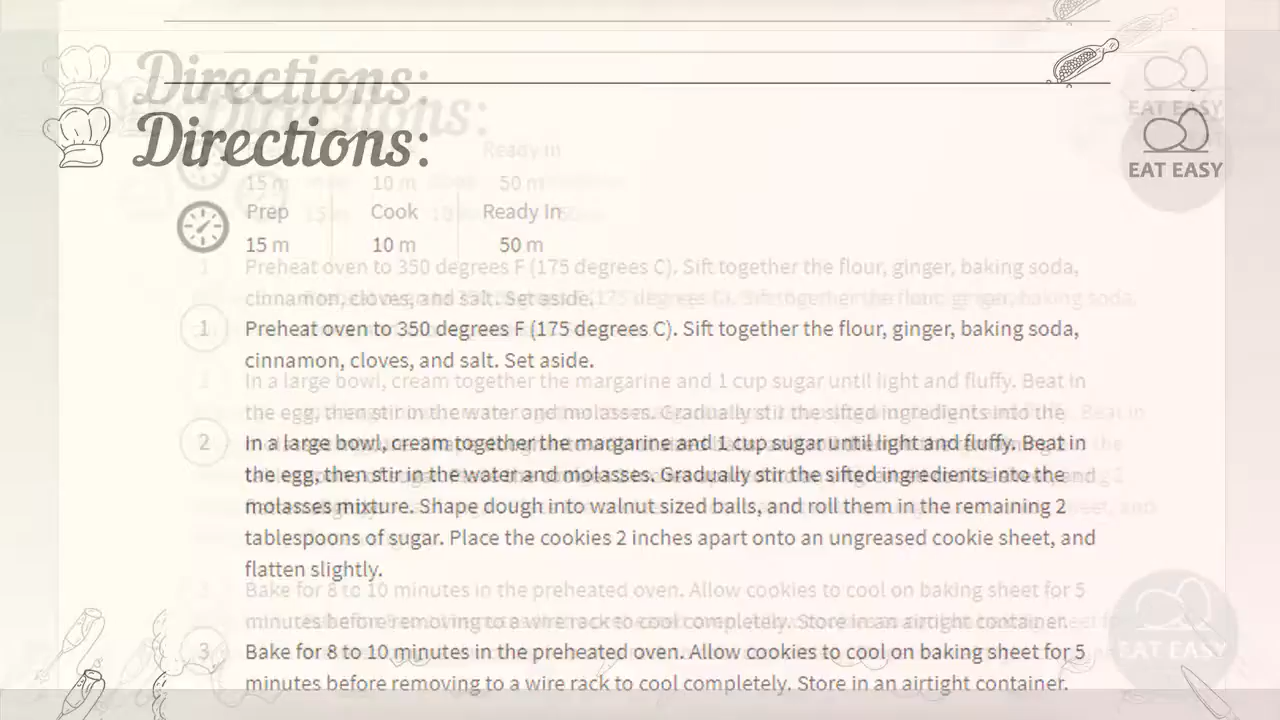 Directions:
EAT EASY
Prep Cook Ready In
15 m 10 m 50 m
1 Preheat oven to 350 degrees F (175 degrees C). Sift together the flour, ginger, baking soda,
cinnamon, cloves, and salt. Set aside.
2 In a large bowl, cream together the margarine and 1 cup sugar until light and fluffy. Beat in
the egg, then stir in the water and molasses. Gradually stir the sifted ingredients into the
molasses mixture. Shape dough into walnut sized balls, and roll them in the remaining 2
tablespoons of sugar. Place the cookies 2 inches apart onto an ungreased cookie sheet, and
flatten slightly.
3 Bake for 8 to 10 minutes in the preheated oven. Allow cookies to cool on baking sheet for 5
minutes before removing to a wire rack to cool completely. Store in an airtight container.
EAT EASY